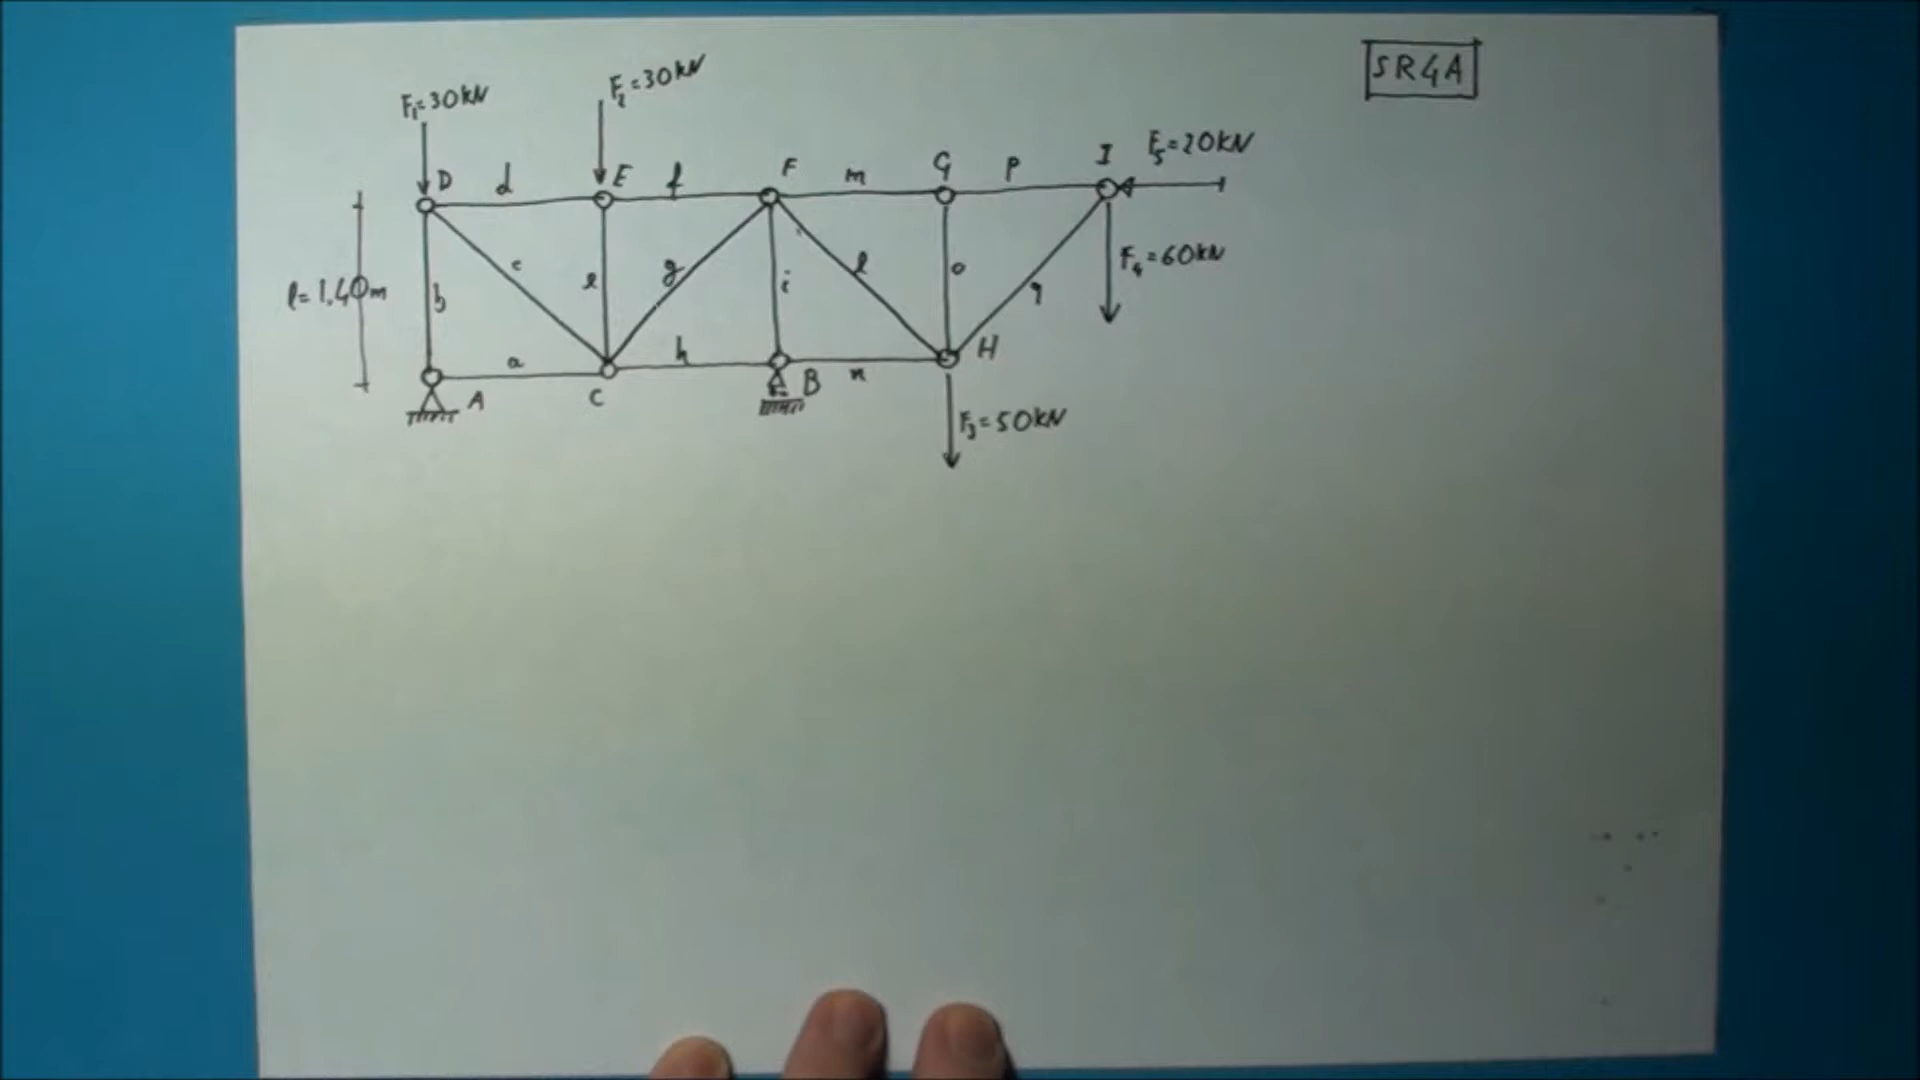 SR4A
F₁=30kN
F₂=30kN
F₅=20kN
D d E f F m G p I
l=1.40m
b c e g i l o q
F₄=60kN
A a C h B n H
F₃=50kN